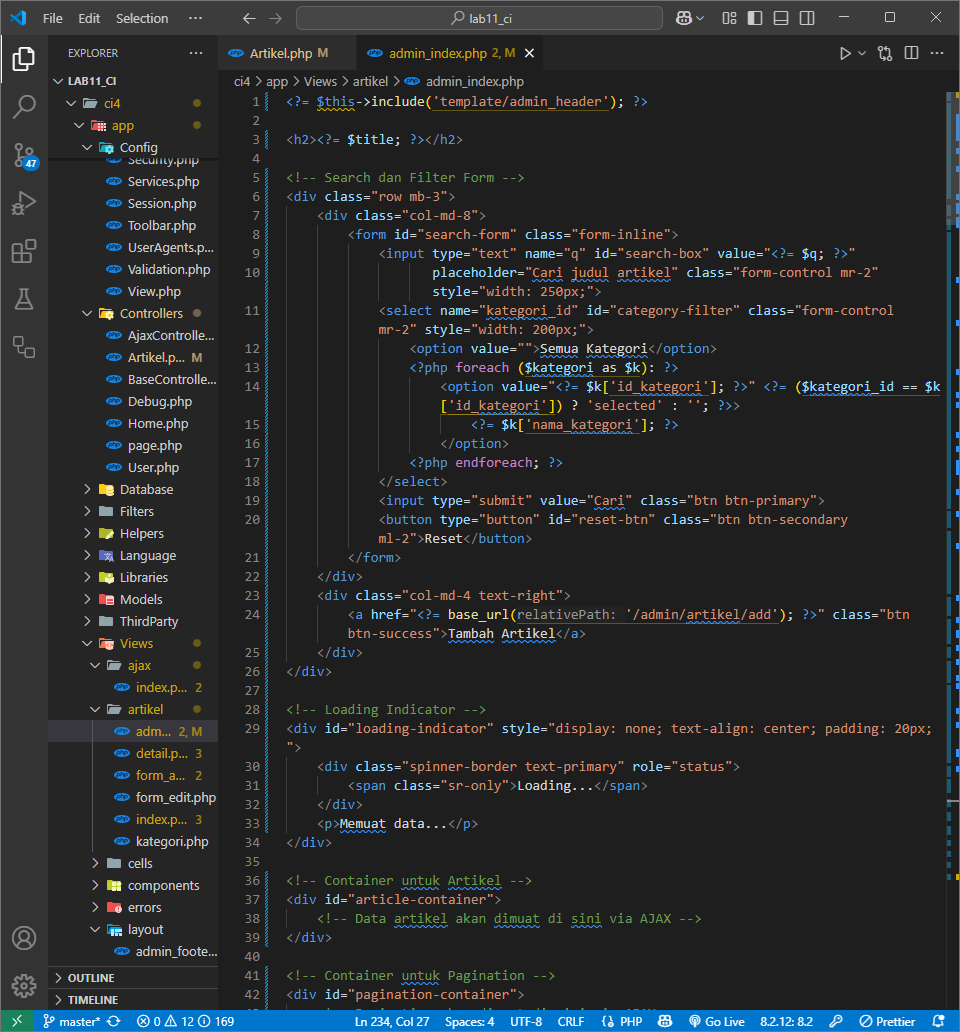 File Edit Selection ··· lab11_ci
EXPLORER ···
LAB11_CI
ci4
app
Config
Security.php
Services.php
Session.php
Toolbar.php
UserAgents.p...
Validation.php
View.php
Controllers
AjaxControlle...
Artikel.p... M
BaseControlle...
Debug.php
Home.php
page.php
User.php
Database
Filters
Helpers
Language
Libraries
Models
ThirdParty
Views
ajax
index.p... 2
artikel
adm... 2, M
detail.p... 3
form_a... 2
form_edit.php
index.p... 3
kategori.php
cells
components
errors
layout
admin_foote...
OUTLINE
TIMELINE
47
Artikel.php M admin_index.php 2, M
ci4 > app > Views > artikel > admin_index.php
1 <?= $this->include('template/admin_header'); ?>
2
3 <h2><?= $title; ?></h2>
4
5 <!-- Search dan Filter Form -->
6 <div class="row mb-3">
7 <div class="col-md-8">
8 <form id="search-form" class="form-inline">
9 <input type="text" name="q" id="search-box" value="<?= $q; ?>"
10 placeholder="Cari judul artikel" class="form-control mr-2"
style="width: 250px;">
11 <select name="kategori_id" id="category-filter" class="form-control
mr-2" style="width: 200px;">
12 <option value="">Semua Kategori</option>
13 <?php foreach ($kategori as $k): ?>
14 <option value="<?= $k['id_kategori']; ?>" <?= ($kategori_id == $k
['id_kategori']) ? 'selected' : ''; ?>>
15 <?= $k['nama_kategori']; ?>
16 </option>
17 <?php endforeach; ?>
18 </select>
19 <input type="submit" value="Cari" class="btn btn-primary">
20 <button type="button" id="reset-btn" class="btn btn-secondary
ml-2">Reset</button>
21 </form>
22 </div>
23 <div class="col-md-4 text-right">
24 <a href="<?= base_url(relativePath: '/admin/artikel/add'); ?>" class="btn
btn-success">Tambah Artikel</a>
25 </div>
26 </div>
27
28 <!-- Loading Indicator -->
29 <div id="loading-indicator" style="display: none; text-align: center; padding: 20px;
">
30 <div class="spinner-border text-primary" role="status">
31 <span class="sr-only">Loading...</span>
32 </div>
33 <p>Memuat data...</p>
34 </div>
35
36 <!-- Container untuk Artikel -->
37 <div id="article-container">
38 <!-- Data artikel akan dimuat di sini via AJAX -->
39 </div>
40
41 <!-- Container untuk Pagination -->
42 <div id="pagination-container">
master* 0 12 169 Ln 234, Col 27 Spaces: 4 UTF-8 CRLF {} PHP Go Live 8.2.12: 8.2 Prettier